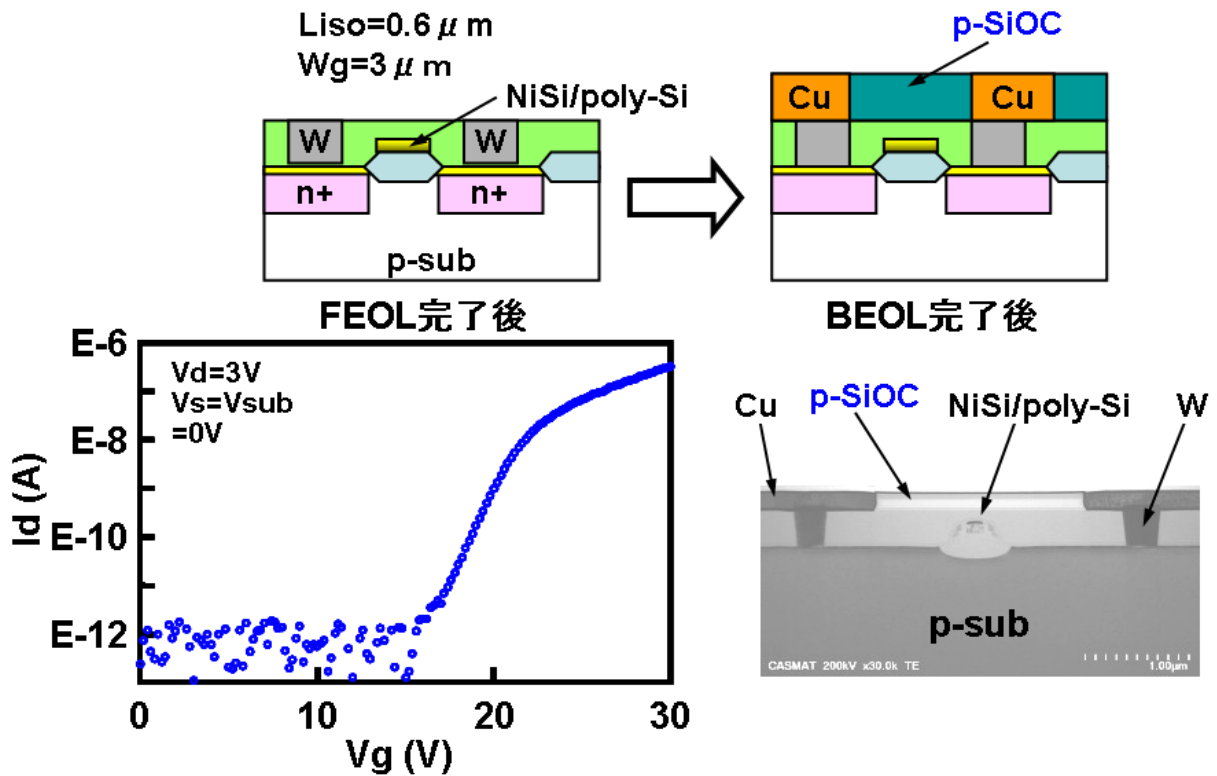 Liso=0.6μm
Wg=3μm
NiSi/poly-Si
p-SiOC
W
W
Cu
Cu
n+
n+
p-sub
FEOL完了後
BEOL完了後
E-6
E-8
E-10
E-12
Id (A)
Vd=3V
Vs=Vsub
=0V
0
10
20
30
Vg (V)
Cu
p-SiOC
NiSi/poly-Si
W
p-sub
CASMAT 200kV x30.0k TE
1.00μm